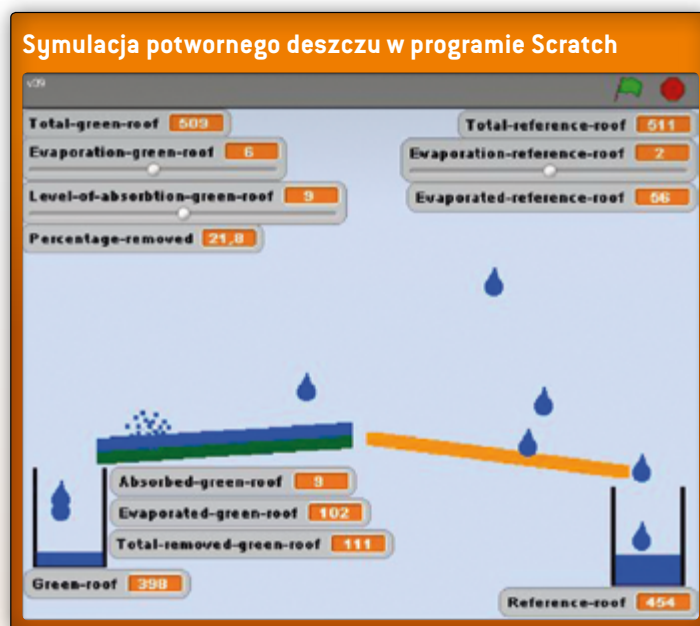 Symulacja potwornego deszczu w programie Scratch
v39
Total-green-roof 509
Evaporation-green-roof 6
Level-of-absorbtion-green-roof 9
Percentage-removed 21,8
Total-reference-roof 511
Evaporation-reference-roof 2
Evaporated-reference-roof 56
Absorbed-green-roof 9
Evaporated-green-roof 102
Total-removed-green-roof 111
Green-roof 398
Reference-roof 454